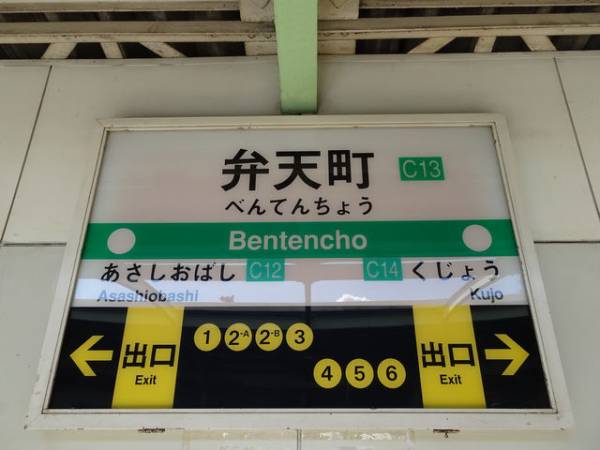 弁天町 C13
べんてんちょう
Bentencho
あさしおばし C12 C14 くじょう
Asashiobashi Kujo
出口 1 2-A 2-B 3 4 5 6 出口
Exit Exit